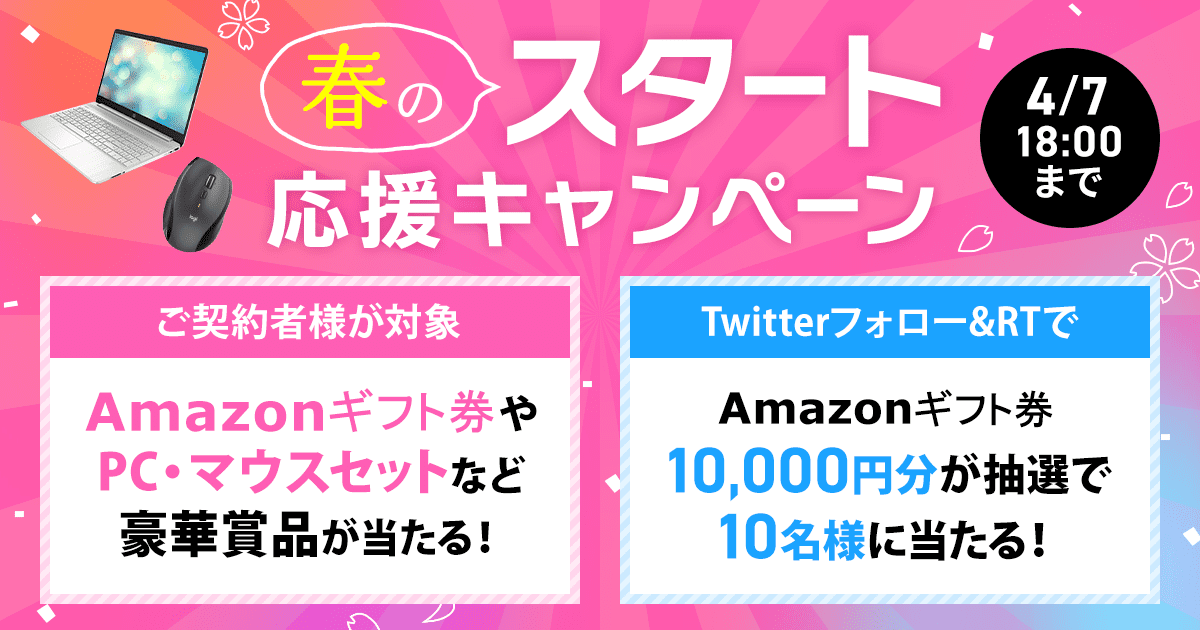 春の
スタート
応援キャンペーン
4/7
18:00
まで
ご契約者様が対象
Amazonギフト券や
PC・マウスセットなど
豪華賞品が当たる!
Twitterフォロー&RTで
Amazonギフト券
10,000円分が抽選で
10名様に当たる!